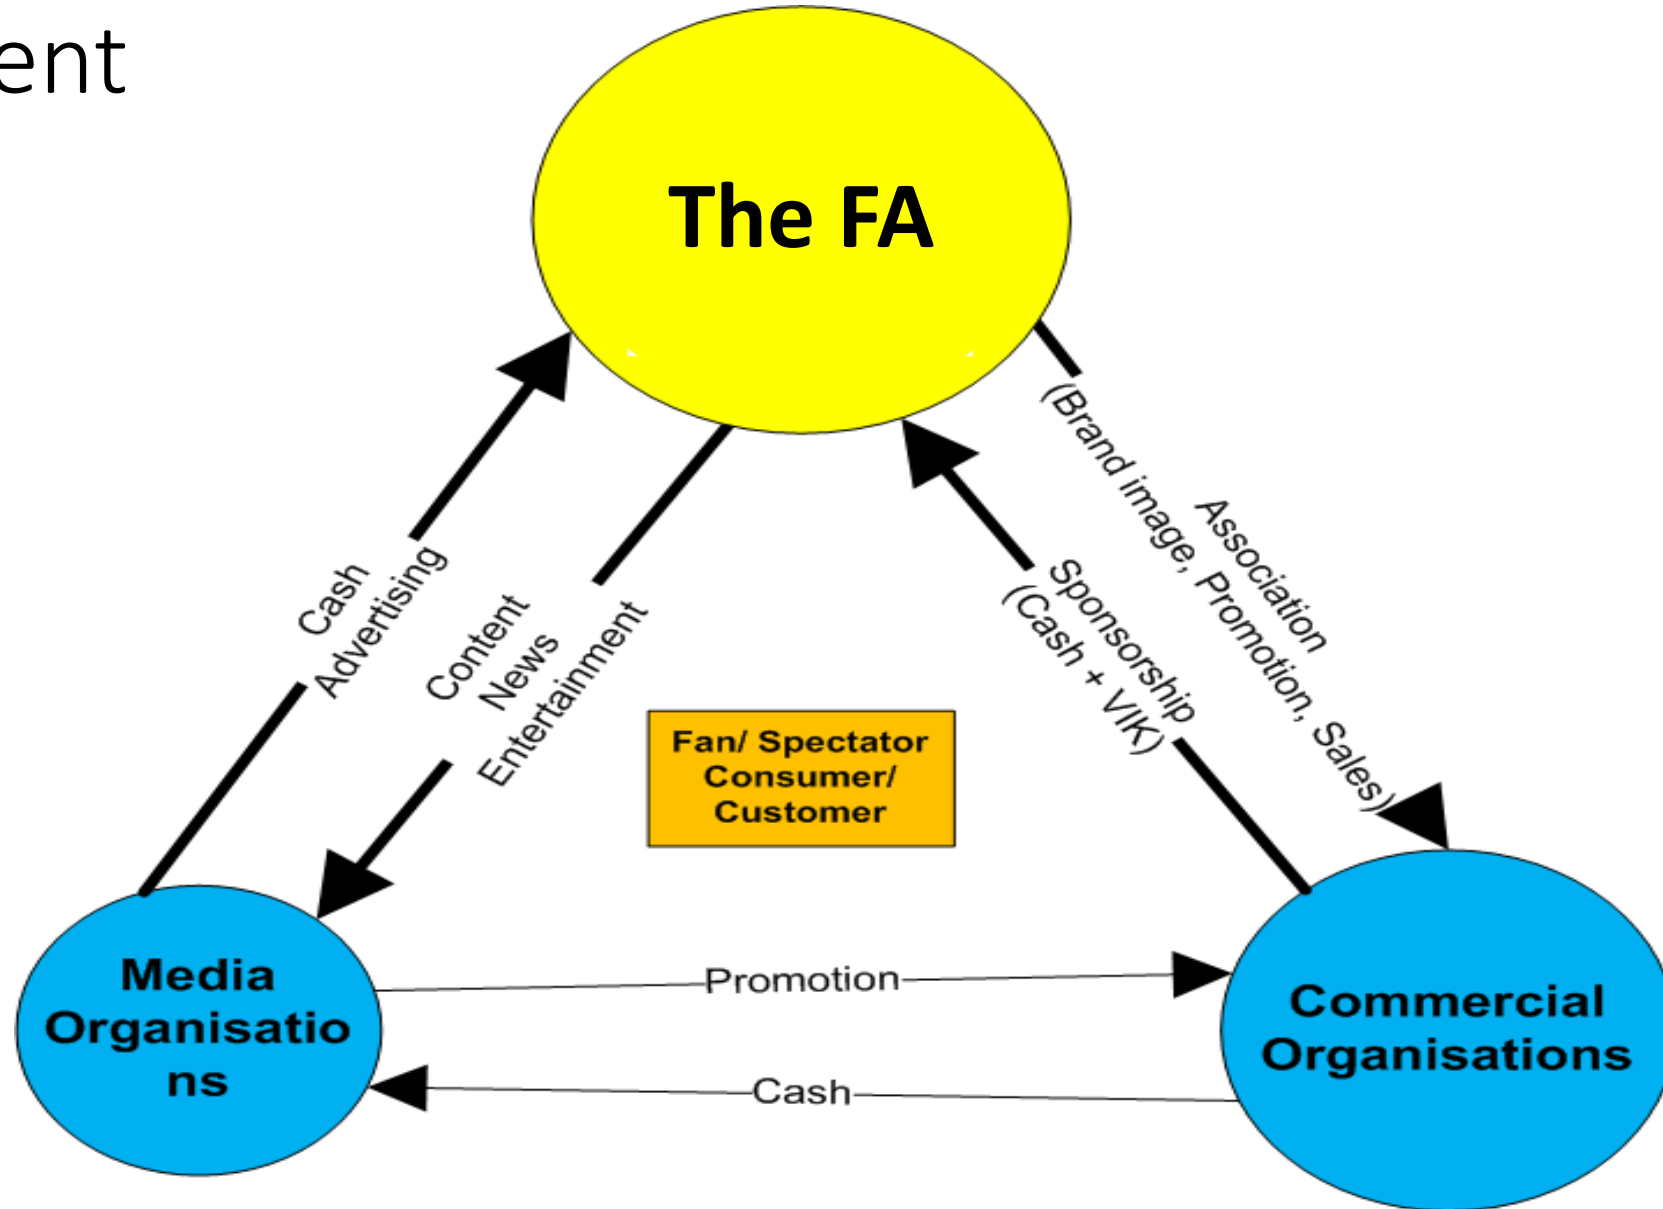 ent
The FA
Cash
Advertising
Content
News
Entertainment
Association
(Brand image, Promotion, Sales)
Sponsorship
(Cash + VIK)
Fan/ Spectator
Consumer/
Customer
Media
Organisatio
ns
Promotion
Cash
Commercial
Organisations